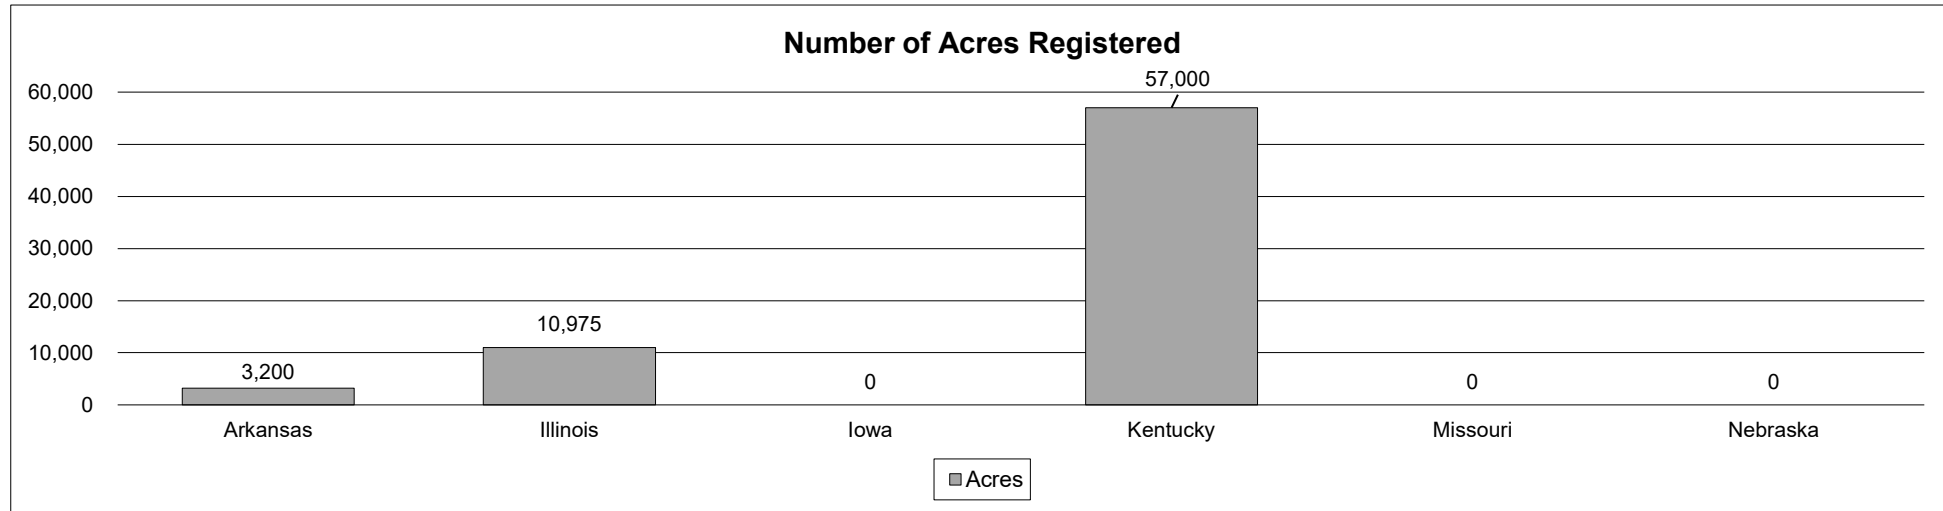 Number of Acres Registered
57,000
60,000
50,000
40,000
30,000
20,000
10,975
10,000
3,200
0 0 0
0
Arkansas Illinois Iowa Kentucky Missouri Nebraska
Acres